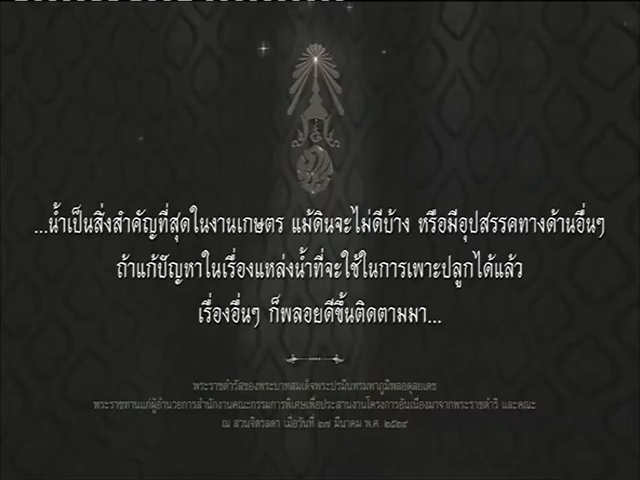 ...น้ำเป็นสิ่งสำคัญที่สุดในงานเกษตร แม้ดินจะไม่ดีบ้าง หรือมีอุปสรรคทางด้านอื่นๆ
ถ้าแก้ปัญหาในเรื่องแหล่งน้ำที่จะใช้ในการเพาะปลูกได้แล้ว
เรื่องอื่นๆ ก็พลอยดีขึ้นติดตามมา...
พระราชดำรัสของพระบาทสมเด็จพระปรมินทรมหาภูมิพลอดุลยเดช
พระราชทานแก่ผู้อำนวยการสำนักงานคณะกรรมการพิเศษเพื่อประสานงานโครงการอันเนื่องมาจากพระราชดำริ และคณะ
ณ สวนจิตรลดา เมื่อวันที่ ๒๗ มีนาคม พ.ศ. ๒๕๒๙